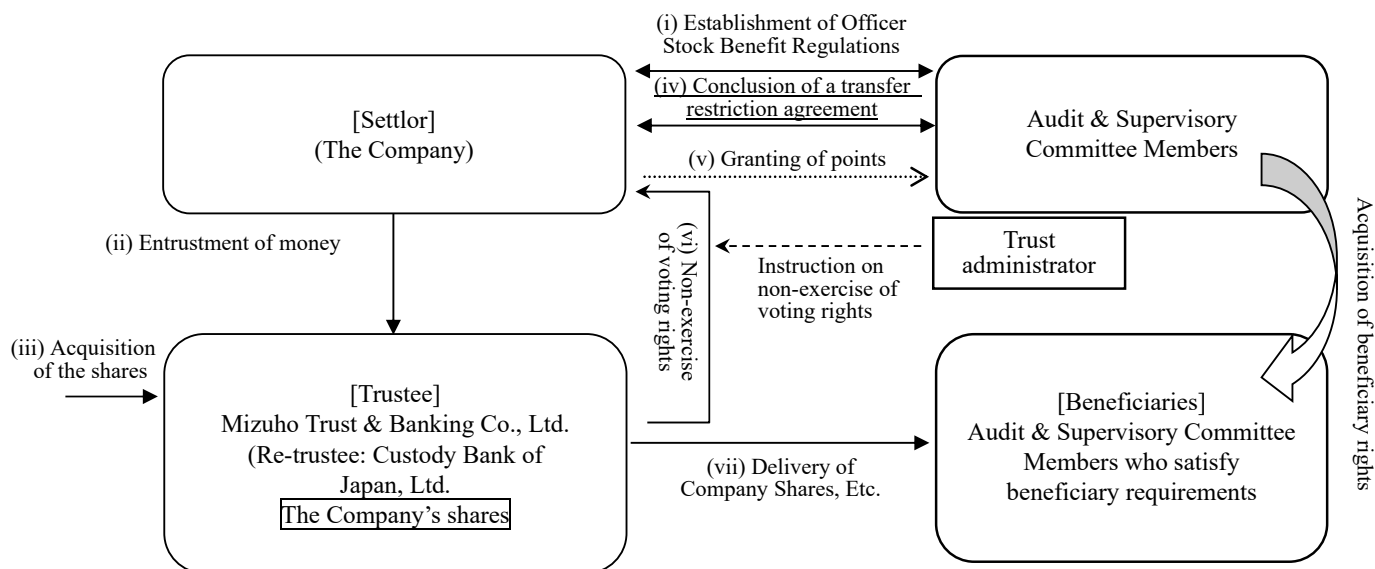 (i) Establishment of Officer
Stock Benefit Regulations
[Settlor]
(The Company)
(iv) Conclusion of a transfer
restriction agreement
Audit & Supervisory
Committee Members
(v) Granting of points
(ii) Entrustment of money
(vi) Non-exercise
of voting rights
Instruction on
non-exercise of
voting rights
Trust
administrator
Acquisition of beneficiary rights
(iii) Acquisition
of the shares
[Trustee]
Mizuho Trust & Banking Co., Ltd.
(Re-trustee: Custody Bank of
Japan, Ltd.
The Company’s shares
(vii) Delivery of
Company Shares, Etc.
[Beneficiaries]
Audit & Supervisory Committee
Members who satisfy
beneficiary requirements